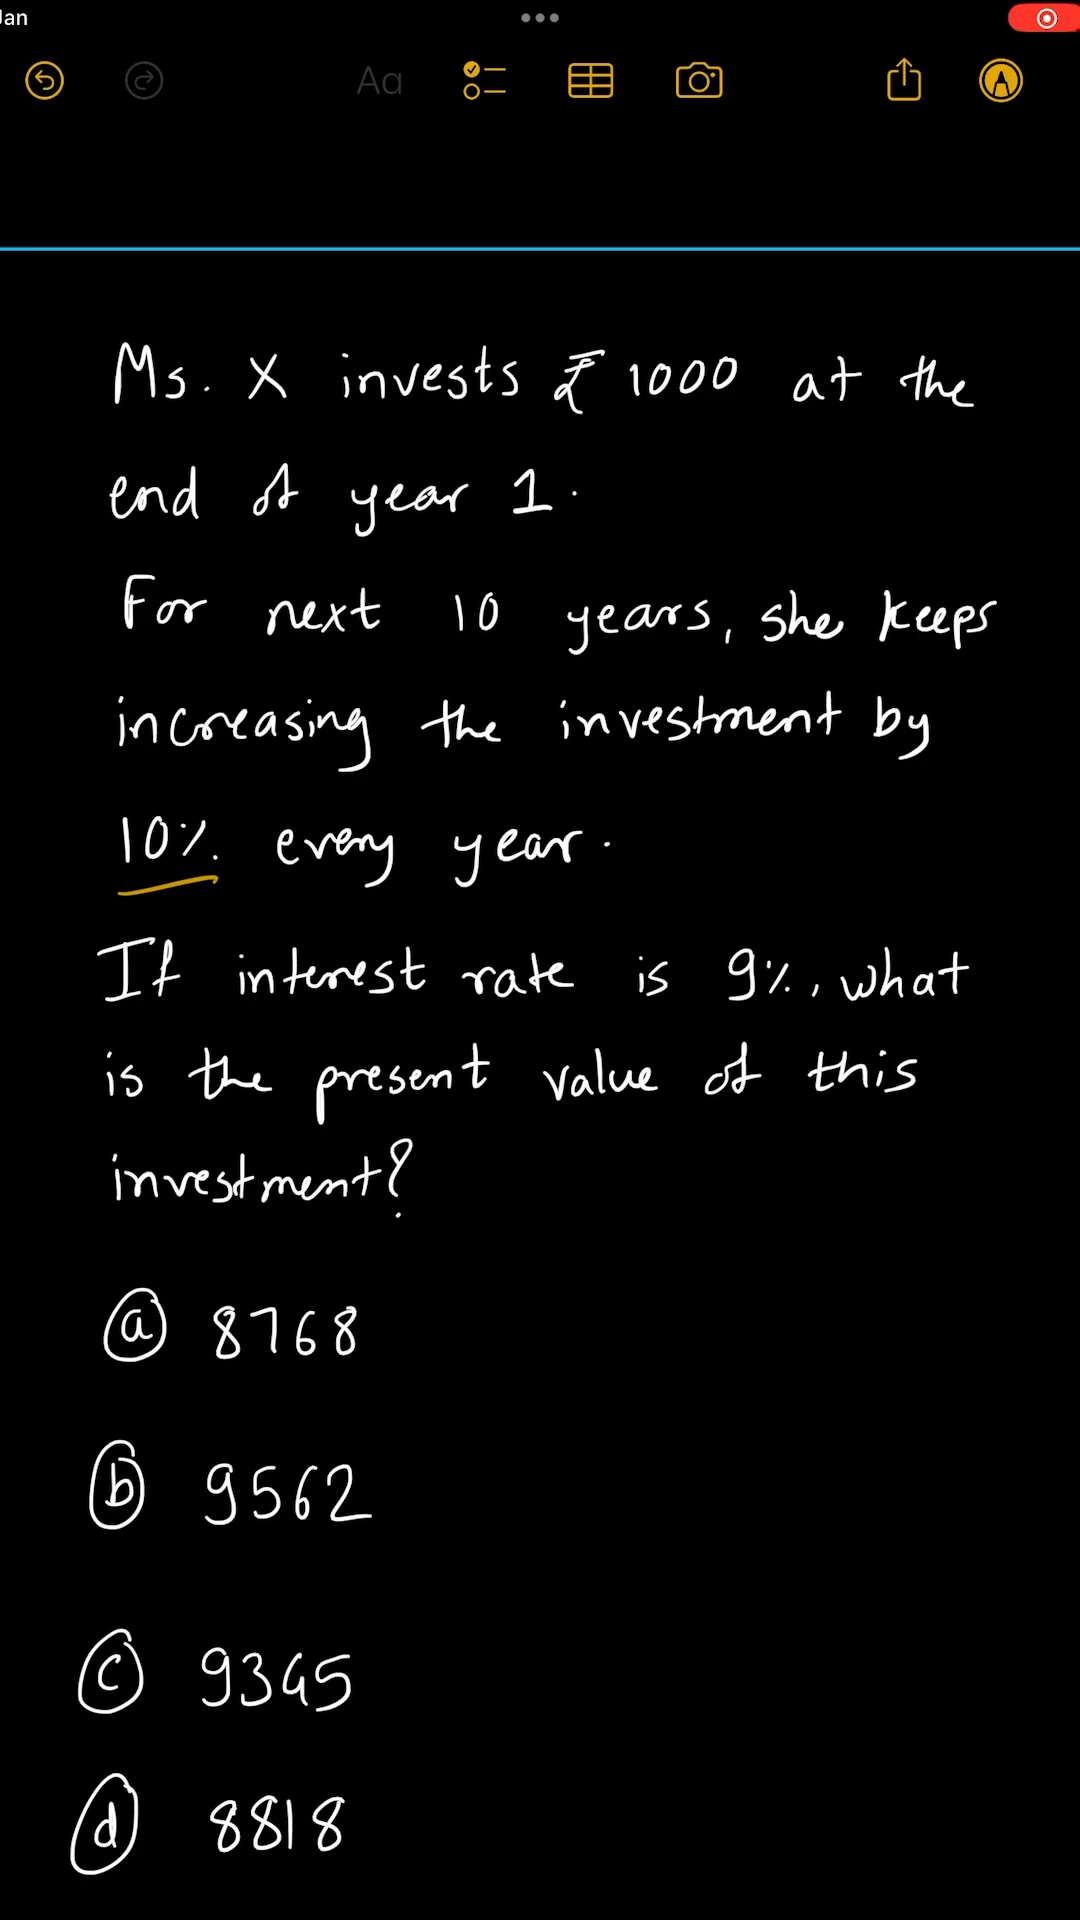 Jan
Aa
Ms. X invests ₹ 1000 at the
end of year 1.
For next 10 years, she keeps
increasing the investment by
10%. every year.
If interest rate is 9%, what
is the present value of this
investment?
(a) 8768
(b) 9562
(c) 9345
(d) 8818